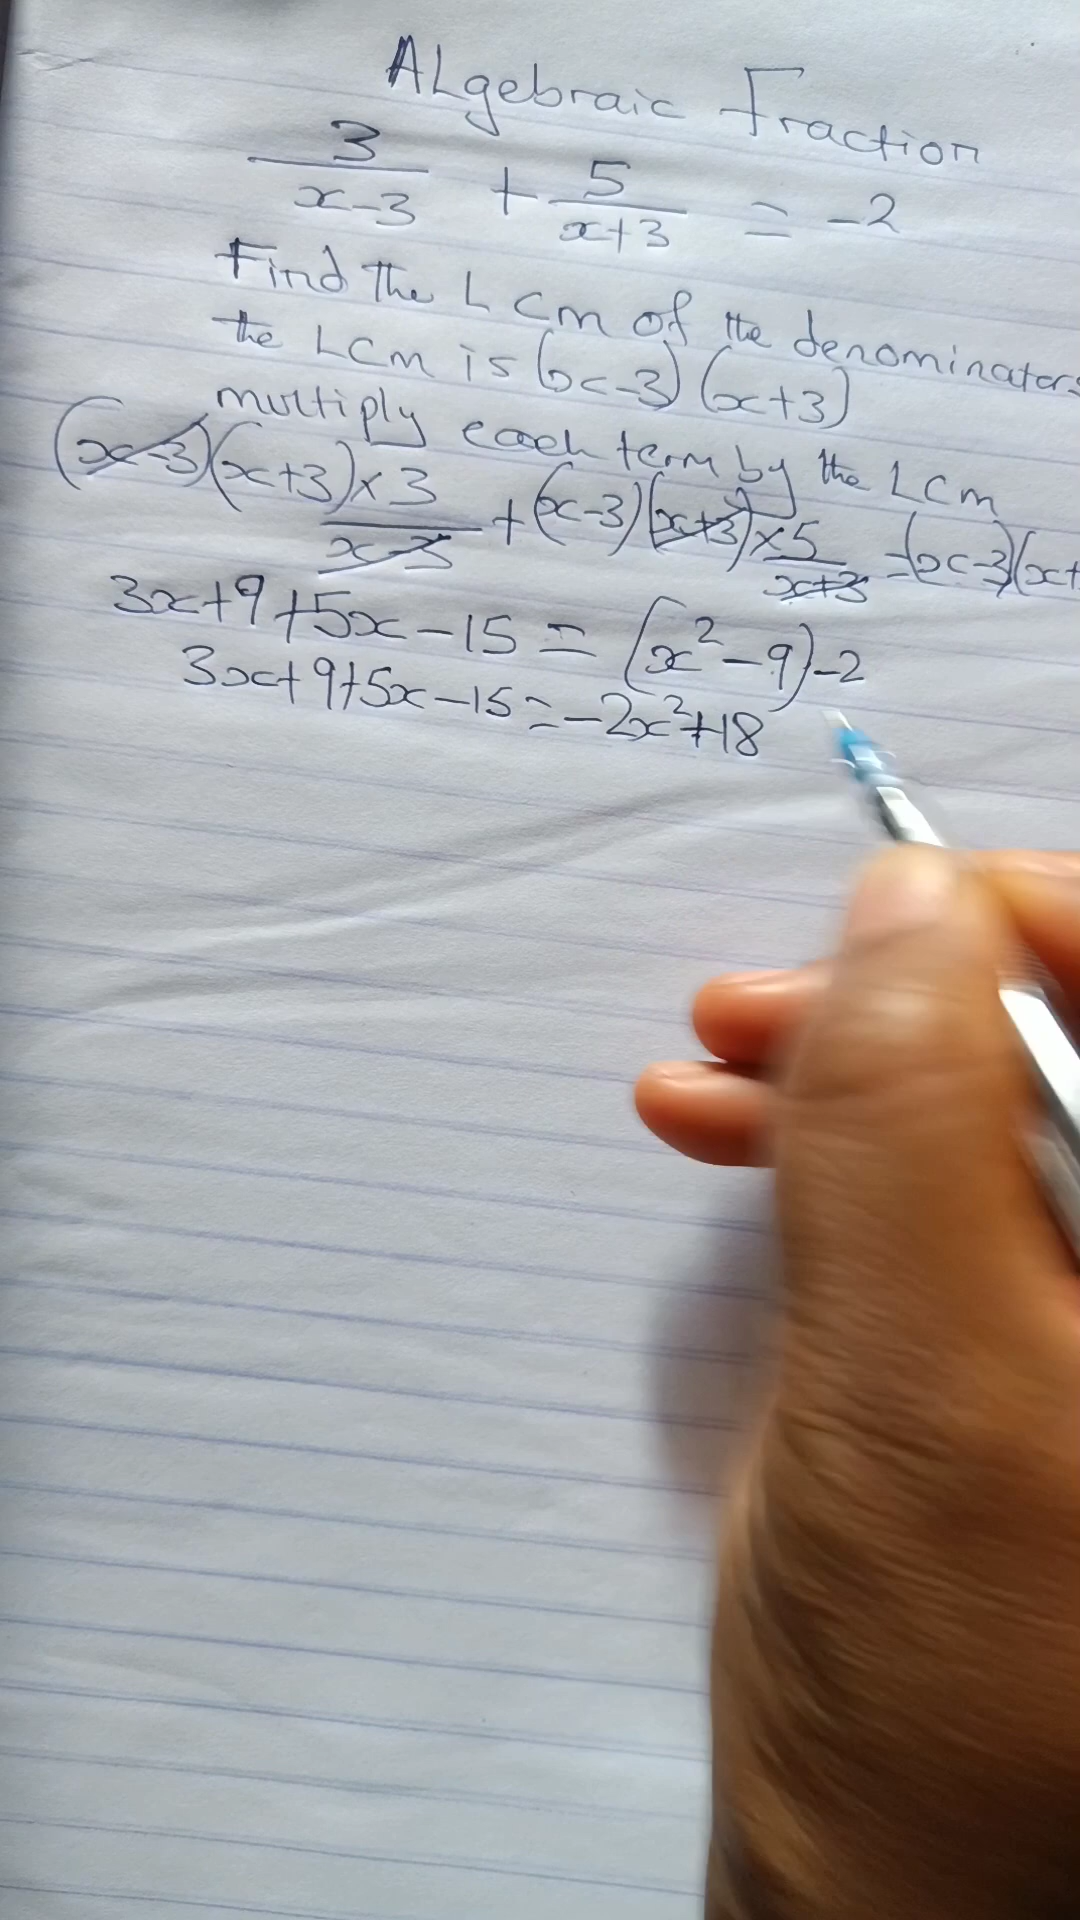 ALgebraic Fraction
3/(x-3) + 5/(x+3) = -2
Find the LCM of the denominators
the LCM is (x-3)(x+3)
multiply each term by the LCM
(x-3)(x+3)×3/(x-3) + (x-3)(x+3)×5/(x+3) = (x-3)(x+
3x+9+5x-15 = (x²-9)-2
3x+9+5x-15=-2x²+18